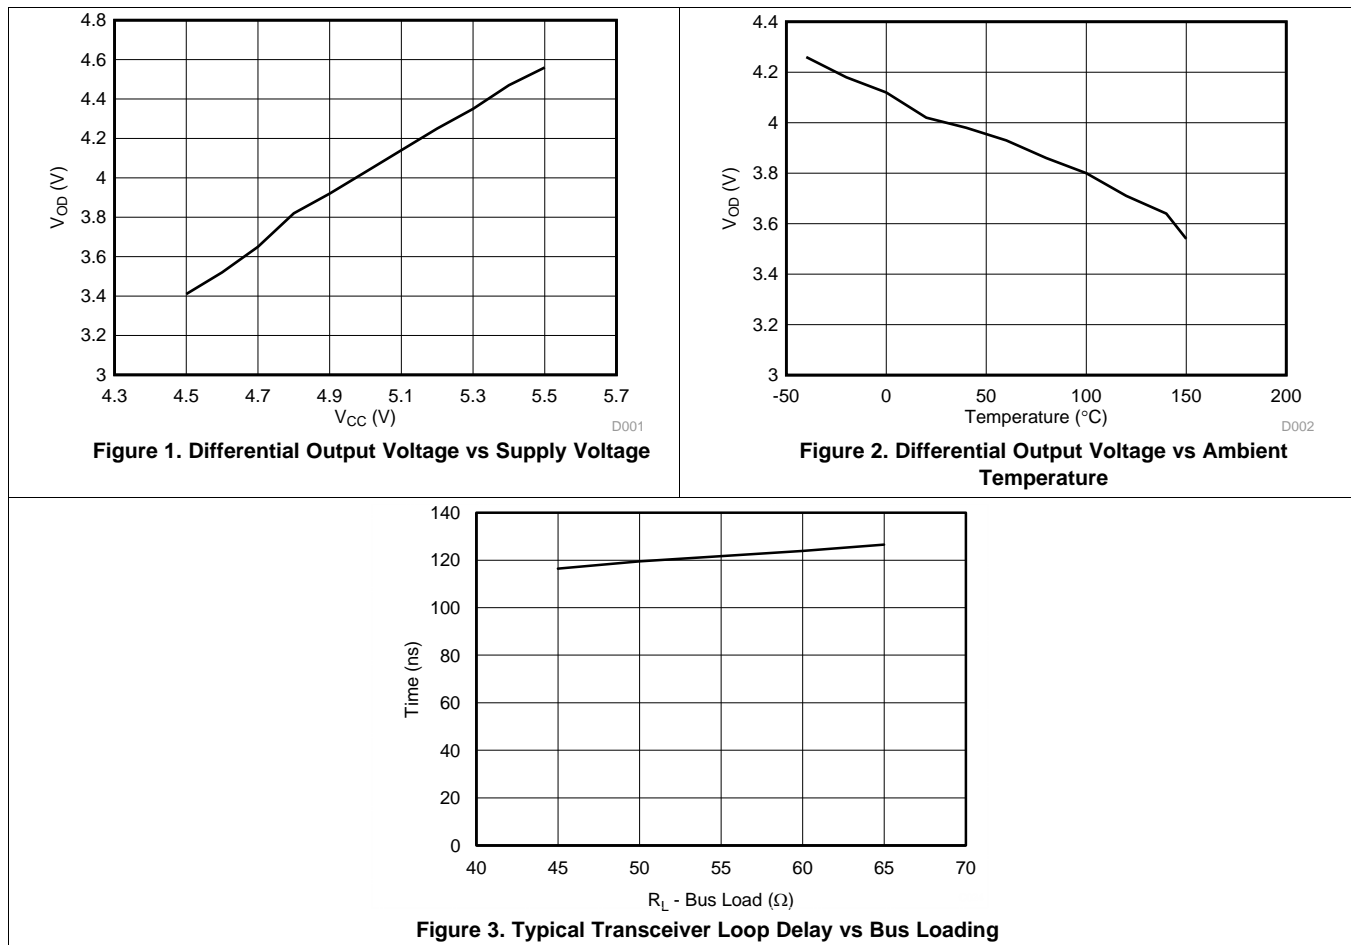 4.8
4.6
4.4
4.2
4
3.8
3.6
3.4
3.2
3
V_OD (V)
4.3 4.5 4.7 4.9 5.1 5.3 5.5 5.7
V_CC (V)
D001
Figure 1. Differential Output Voltage vs Supply Voltage
4.4
4.2
4
3.8
3.6
3.4
3.2
3
V_OD (V)
-50 0 50 100 150 200
Temperature (°C)
D002
Figure 2. Differential Output Voltage vs Ambient
Temperature
140
120
100
80
60
40
20
0
Time (ns)
40 45 50 55 60 65 70
R_L - Bus Load (Ω)
Figure 3. Typical Transceiver Loop Delay vs Bus Loading